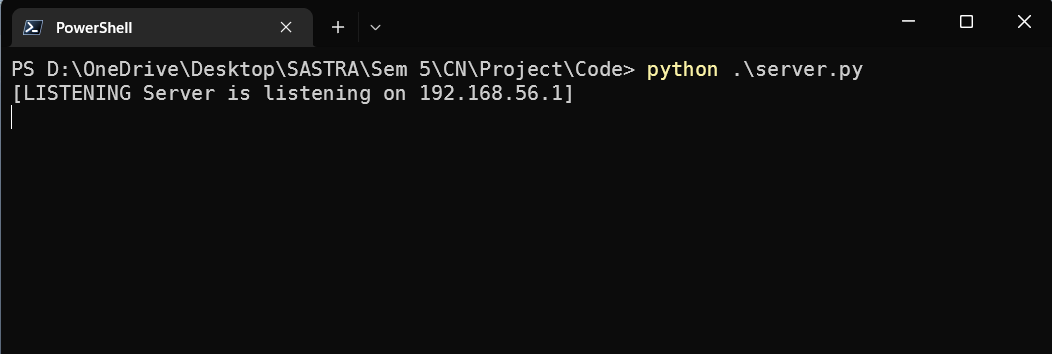 PowerShell
PS D:\OneDrive\Desktop\SASTRA\Sem 5\CN\Project\Code> python .\server.py
[LISTENING Server is listening on 192.168.56.1]